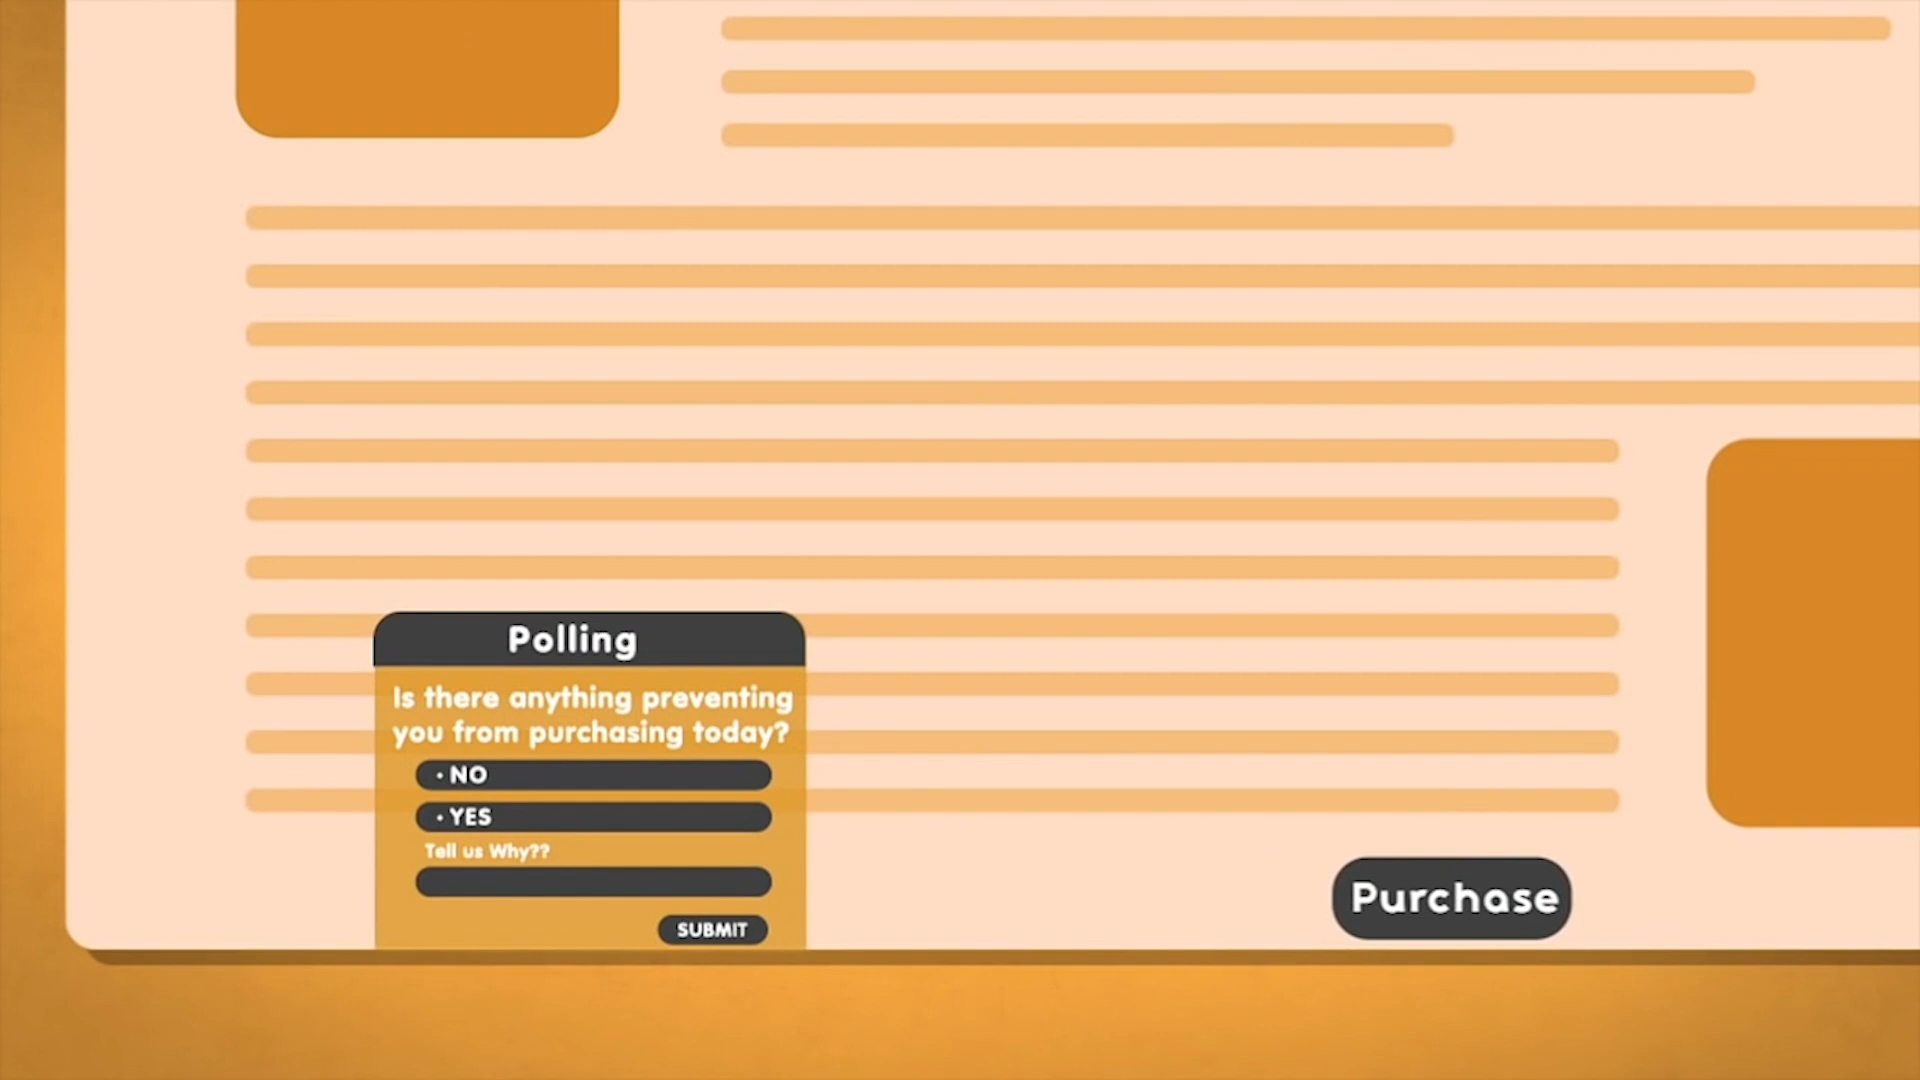 Polling
Is there anything preventing
you from purchasing today?
• NO
• YES
Tell us Why??
SUBMIT
Purchase